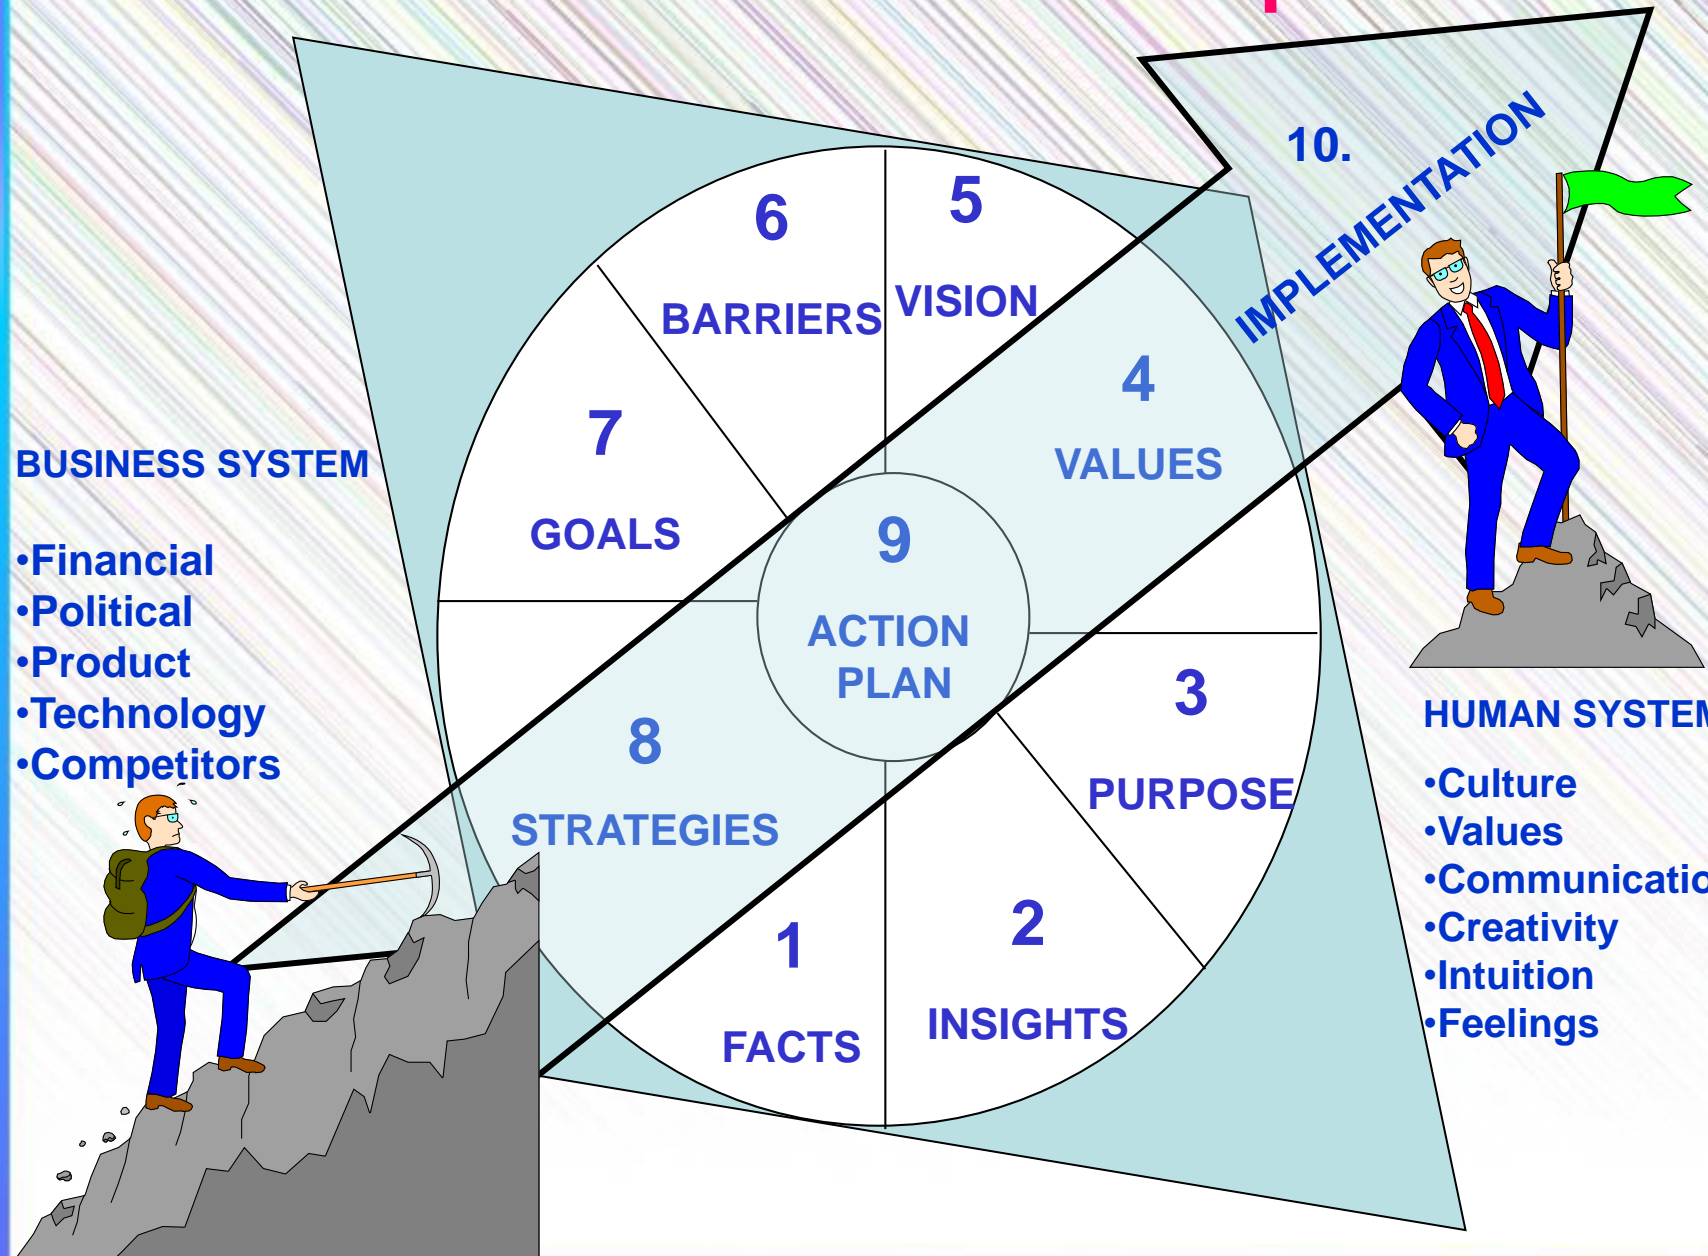 10.
IMPLEMENTATION
6
BARRIERS
5
VISION
4
VALUES
7
GOALS
9
ACTION
PLAN
8
STRATEGIES
3
PURPOSE
1
FACTS
2
INSIGHTS
BUSINESS SYSTEM
•Financial
•Political
•Product
•Technology
•Competitors
HUMAN SYSTEM
•Culture
•Values
•Communicatio
•Creativity
•Intuition
•Feelings